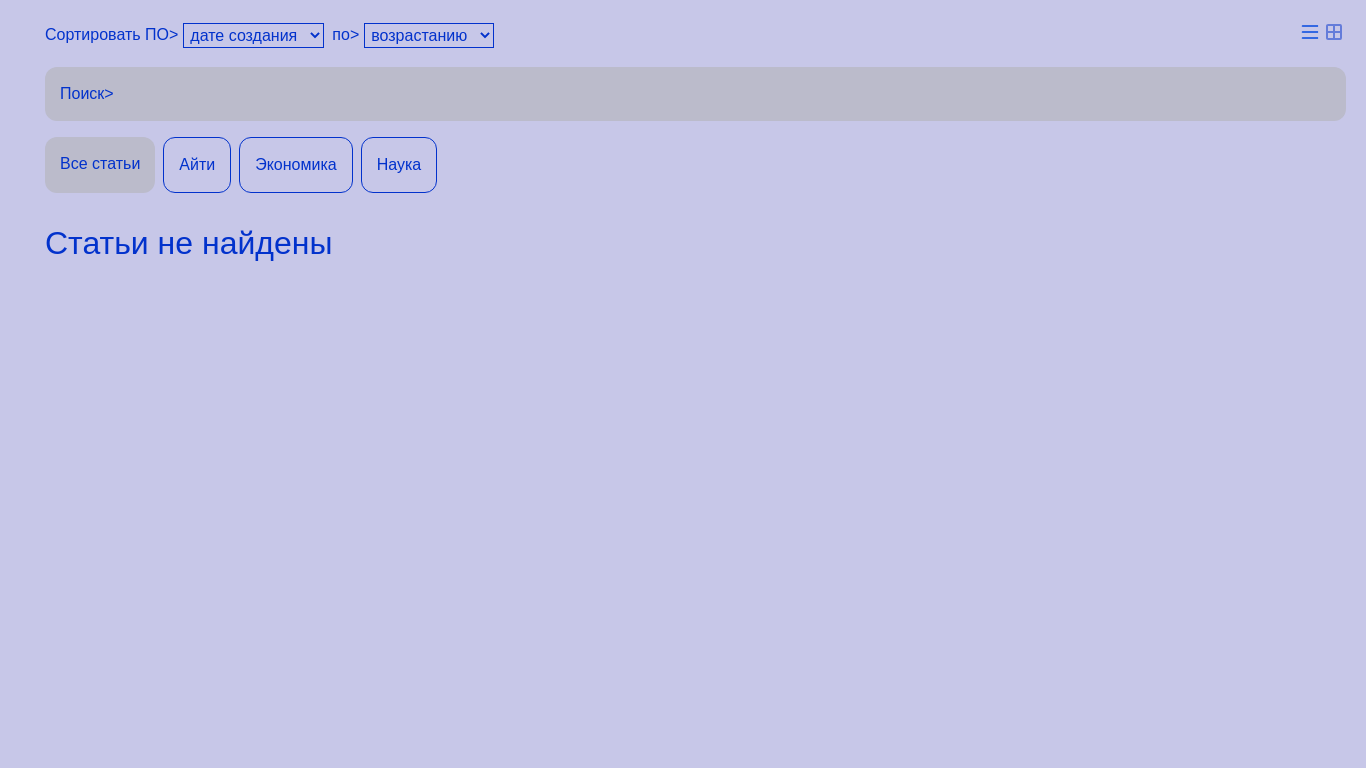 Сортировать ПО> дате создания по> возрастанию
Поиск>
Все статьи Айти Экономика Наука
Статьи не найдены